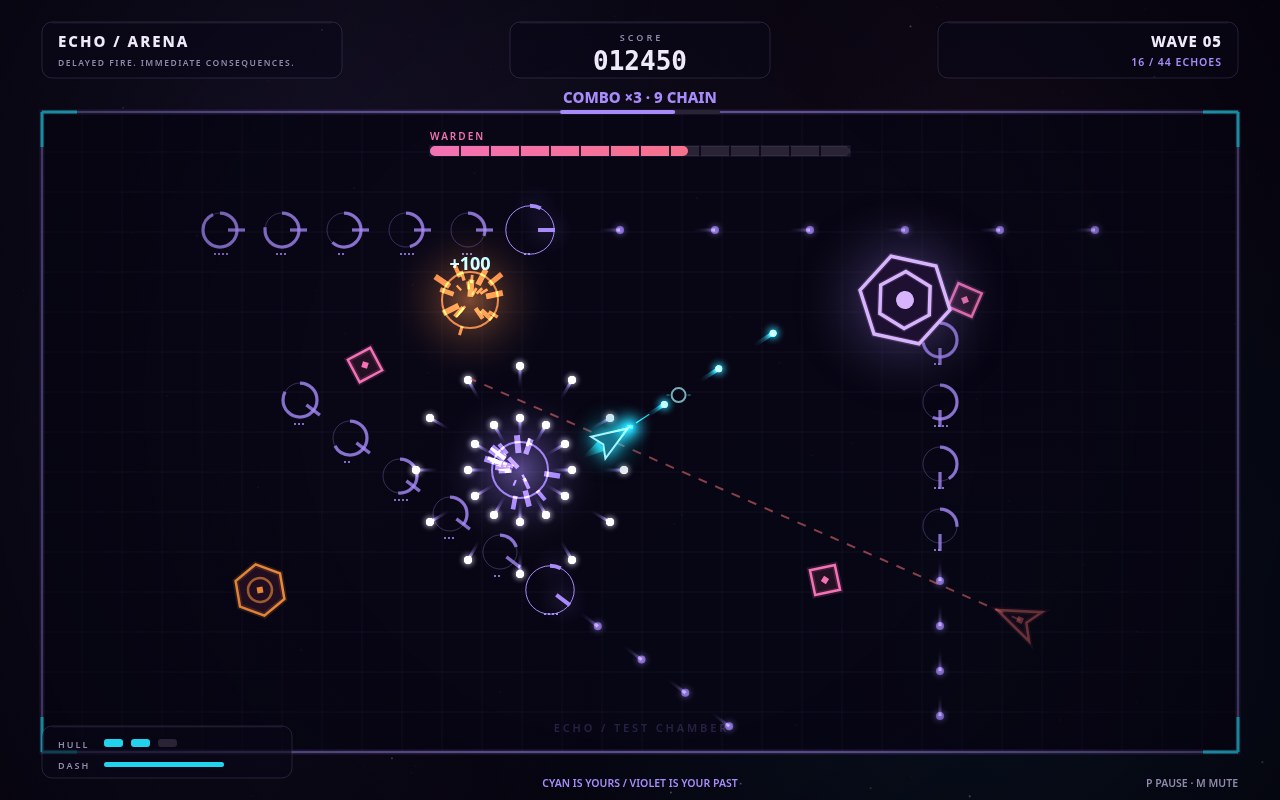 ECHO / ARENA
DELAYED FIRE. IMMEDIATE CONSEQUENCES.
SCORE
012450
WAVE 05
16 / 44 ECHOES
COMBO ×3 · 9 CHAIN
WARDEN
+100
ECHO / TEST CHAMBER
HULL
DASH
CYAN IS YOURS / VIOLET IS YOUR PAST
P PAUSE · M MUTE